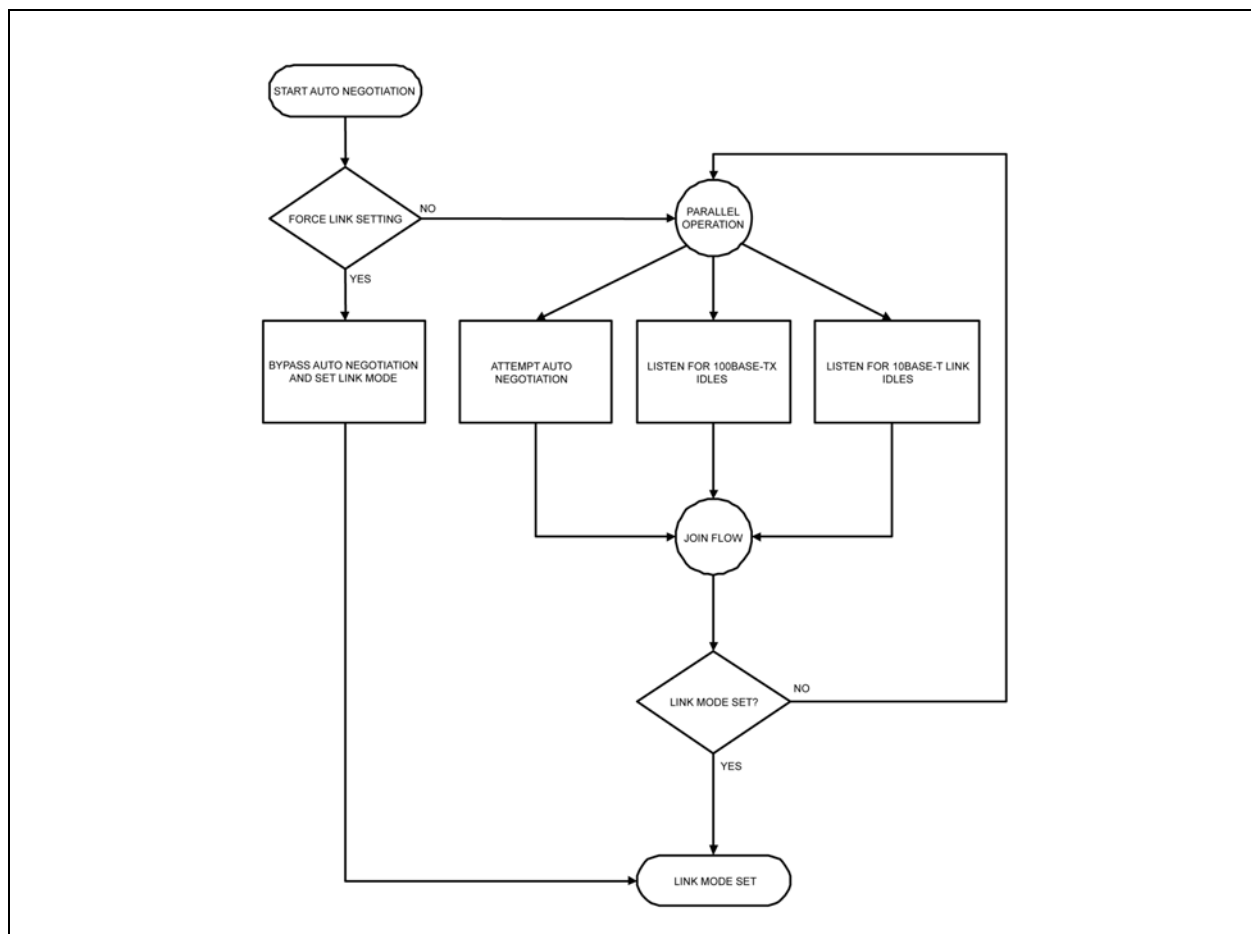 START AUTO NEGOTIATION
FORCE LINK SETTING
NO
PARALLEL
OPERATION
YES
BYPASS AUTO NEGOTIATION
AND SET LINK MODE
ATTEMPT AUTO
NEGOTIATION
LISTEN FOR 100BASE-TX
IDLES
LISTEN FOR 10BASE-T LINK
IDLES
JOIN FLOW
LINK MODE SET?
NO
YES
LINK MODE SET